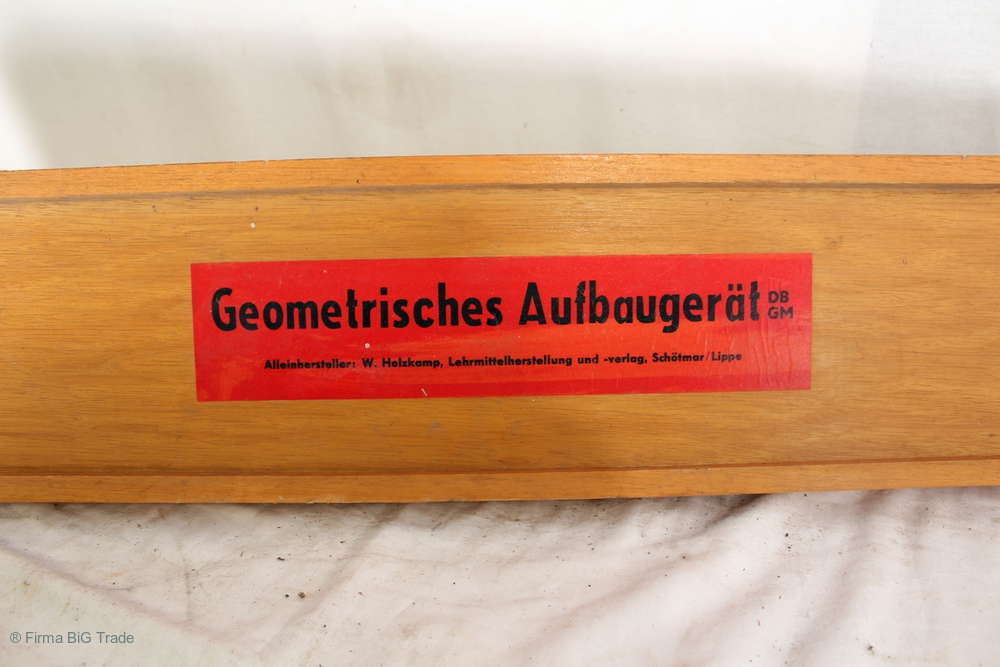 Geometrisches Aufbaugerät DB GM
Alleinhersteller: W. Holzkamp, Lehrmittelherstellung und -verlag, Schötmar/Lippe
® Firma BiG Trade